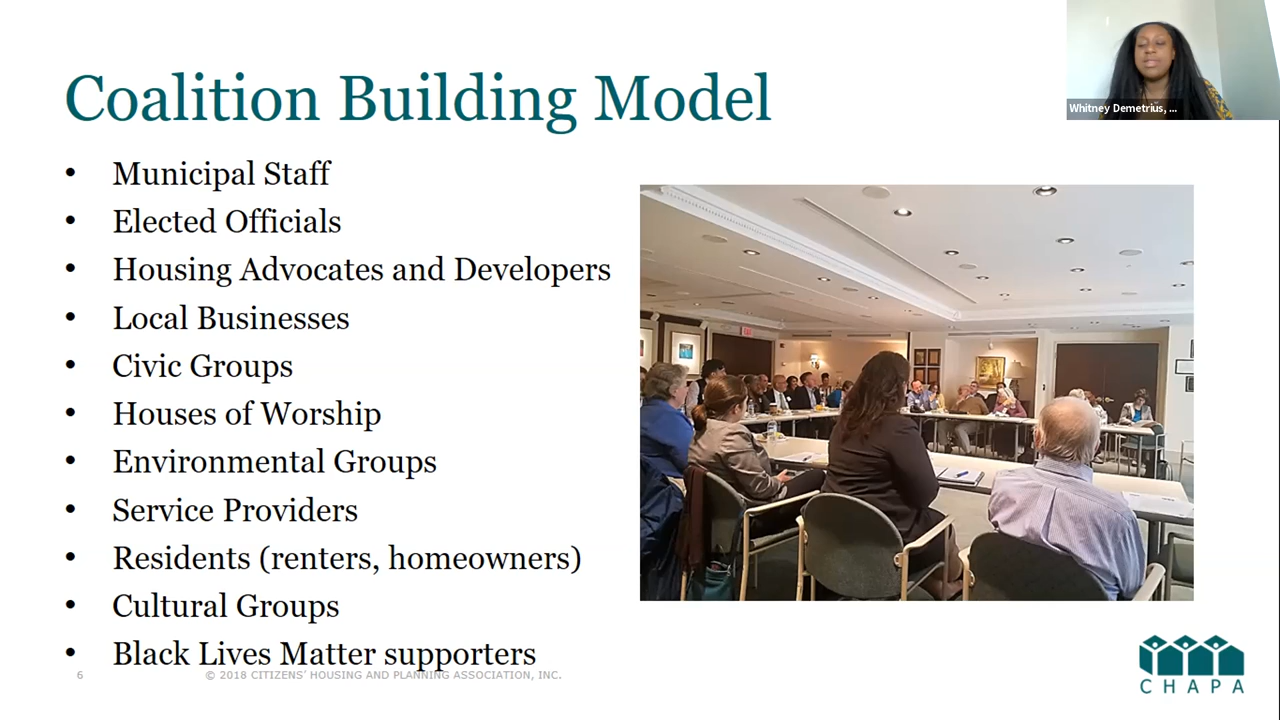 Coalition Building Model
Whitney Demetrius, ...
• Municipal Staff
• Elected Officials
• Housing Advocates and Developers
• Local Businesses
• Civic Groups
• Houses of Worship
• Environmental Groups
• Service Providers
• Residents (renters, homeowners)
• Cultural Groups
• Black Lives Matter supporters
6
© 2018 CITIZENS' HOUSING AND PLANNING ASSOCIATION, INC.
CHAPA